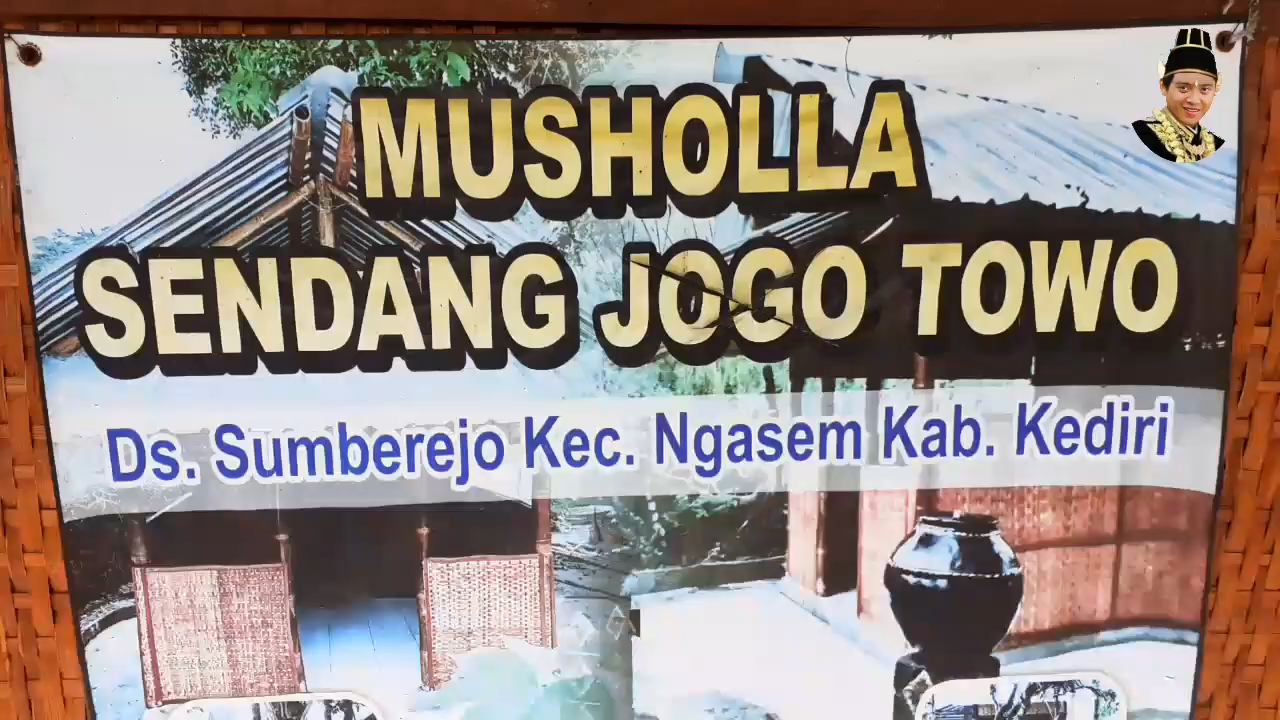 MUSHOLLA
SENDANG JOGO TOWO
Ds. Sumberejo Kec. Ngasem Kab. Kediri